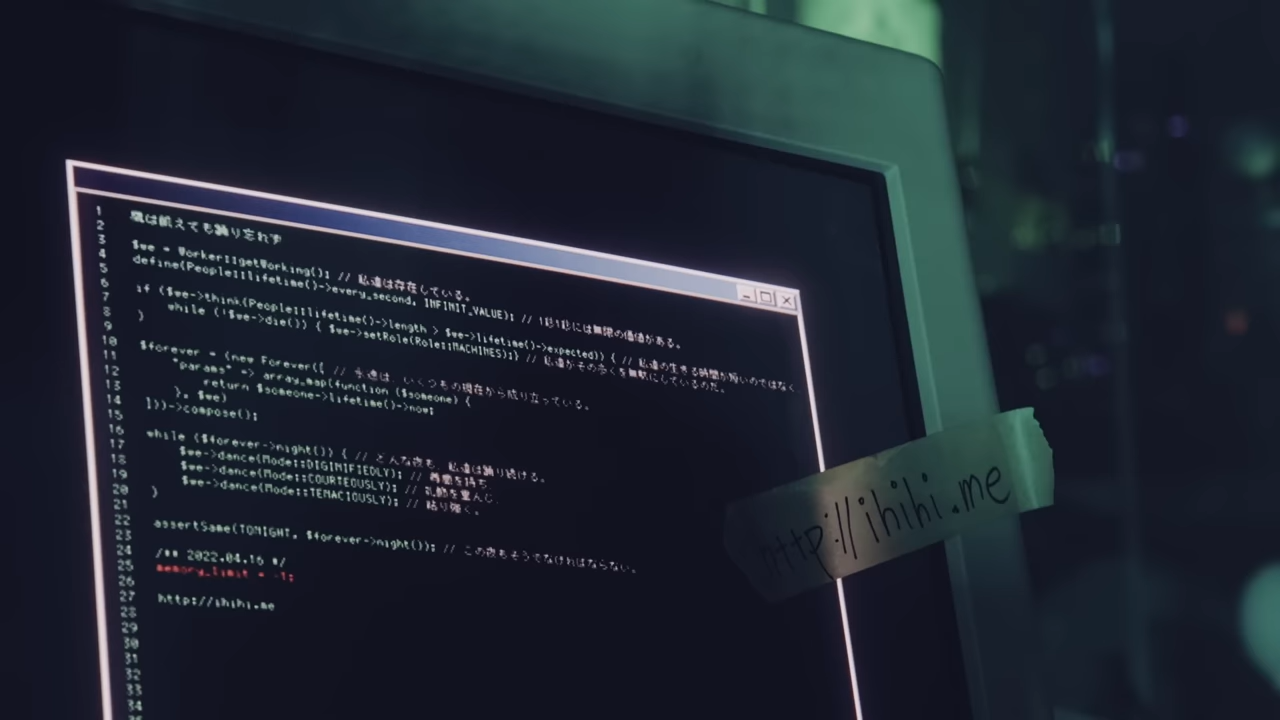 1 鳳は飢えても踊り忘れず
2
3 $we = Worker::getWorking(); // 私達は存在している。
4 define(People::lifetime()->every_second, INFINIT_VALUE); // 1秒1秒には無限の価値がある。
5
6 if ($we->think(People::lifetime()->length > $we->lifetime()->expected)) { // 私達の生きる時間が短いのではなく、
7 while (!$we->die()) { $we->setRole(Role::MACHINES);} // 私達がその多くを無駄にしているのだ。
8 }
9
10 $forever = (new Forever([ // 永遠は、いくつもの現在から成り立っている。
11 "params" => array_map(function ($someone) {
12 return $someone->lifetime()->now;
13 }, $we)
14 ]))->compose();
15
16 while ($forever->night()) { // どんな夜も、私達は踊り続ける。
17 $we->dance(Mode::DIGINIFIEDLY); // 尊厳を持ち、
18 $we->dance(Mode::COURTEOUSLY); // 礼節を重んじ、
19 $we->dance(Mode::TENACIOUSLY); // 粘り強く。
20 }
21
22 assertSame(TONIGHT, $forever->night()); // この夜もそうでなければならない。
23
24 /** 2022.04.16 */
25 memory_limit = -1;
26
27 http://ihihi.me
28
29
30
31
32
33
34
http://ihihi.me